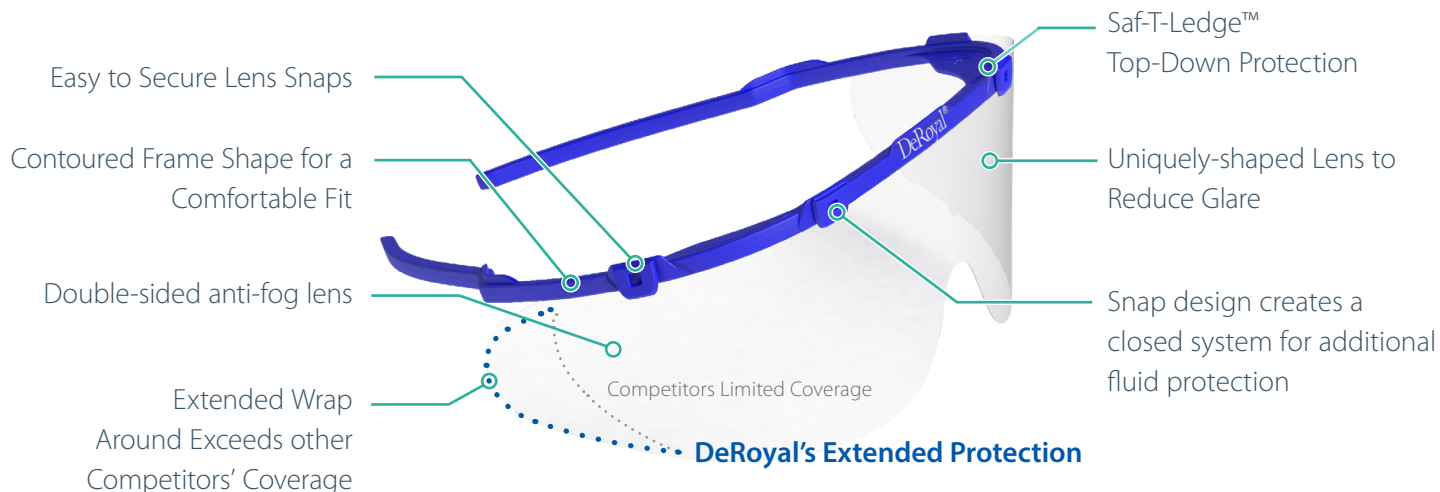 Easy to Secure Lens Snaps
Contoured Frame Shape for a
Comfortable Fit
Double-sided anti-fog lens
Extended Wrap
Around Exceeds other
Competitors' Coverage
DeRoyal®
Competitors Limited Coverage
DeRoyal's Extended Protection
Saf-T-Ledge™
Top-Down Protection
Uniquely-shaped Lens to
Reduce Glare
Snap design creates a
closed system for additional
fluid protection